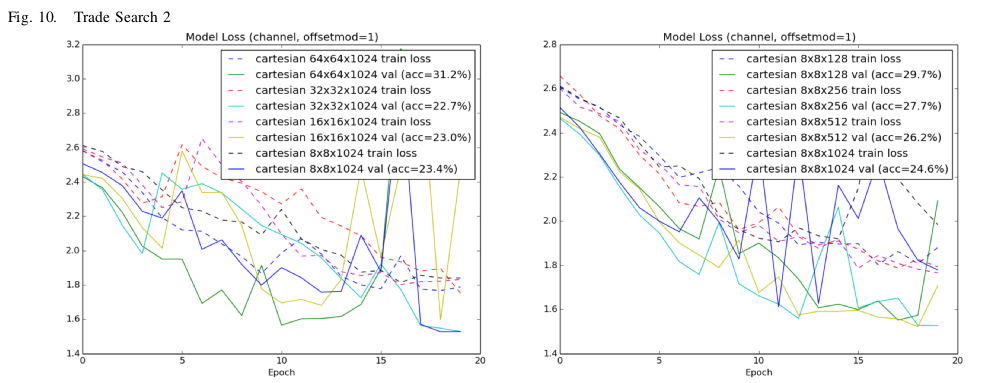 Fig. 10. Trade Search 2
Model Loss (channel, offsetmod=1)
3.2
3.0
2.8
2.6
2.4
2.2
2.0
1.8
1.6
1.4
0
5
10
15
20
Epoch
cartesian 64x64x1024 train loss
cartesian 64x64x1024 val (acc=31.2%)
cartesian 32x32x1024 train loss
cartesian 32x32x1024 val (acc=22.7%)
cartesian 16x16x1024 train loss
cartesian 16x16x1024 val (acc=23.0%)
cartesian 8x8x1024 train loss
cartesian 8x8x1024 val (acc=23.4%)
Model Loss (channel, offsetmod=1)
2.8
2.6
2.4
2.2
2.0
1.8
1.6
1.4
0
5
10
15
20
Epoch
cartesian 8x8x128 train loss
cartesian 8x8x128 val (acc=29.7%)
cartesian 8x8x256 train loss
cartesian 8x8x256 val (acc=27.7%)
cartesian 8x8x512 train loss
cartesian 8x8x512 val (acc=26.2%)
cartesian 8x8x1024 train loss
cartesian 8x8x1024 val (acc=24.6%)